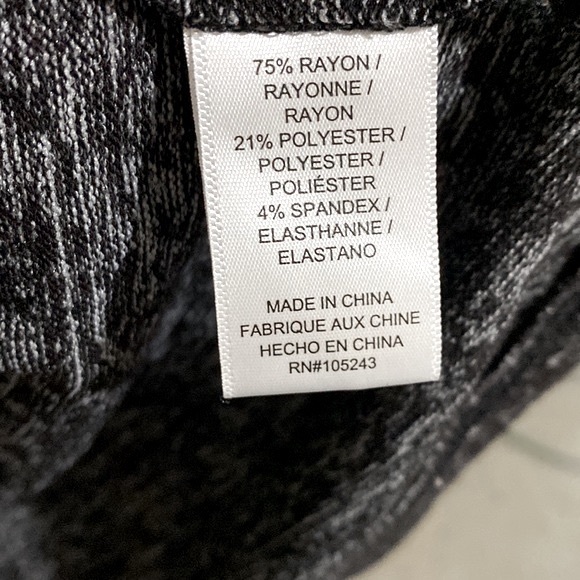 75% RAYON /
RAYONNE /
RAYON
21% POLYESTER /
POLYESTER /
POLIÉSTER
4% SPANDEX /
ELASTHANNE /
ELASTANO
MADE IN CHINA
FABRIQUE AUX CHINE
HECHO EN CHINA
RN#105243